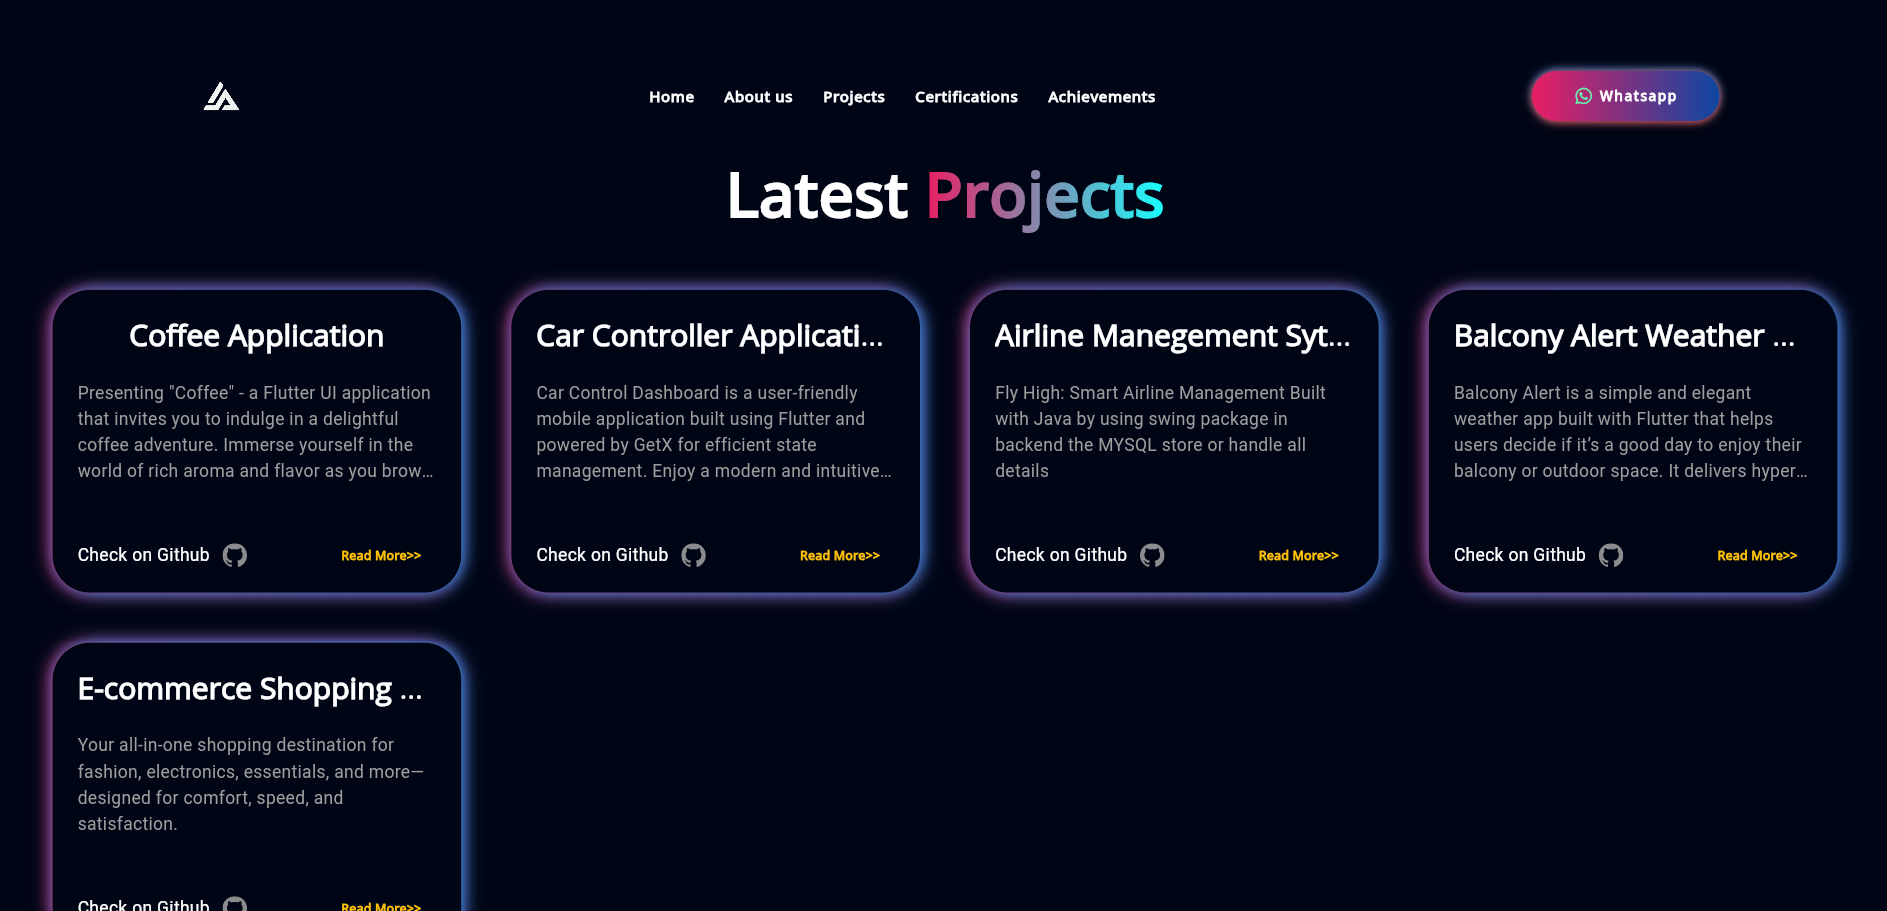 Home About us Projects Certifications Achievements Whatsapp
Latest Projects
Coffee Application
Presenting "Coffee" - a Flutter UI application
that invites you to indulge in a delightful
coffee adventure. Immerse yourself in the
world of rich aroma and flavor as you brow...
Check on Github Read More>>
Car Controller Applicati...
Car Control Dashboard is a user-friendly
mobile application built using Flutter and
powered by GetX for efficient state
management. Enjoy a modern and intuitive...
Check on Github Read More>>
Airline Manegement Syt...
Fly High: Smart Airline Management Built
with Java by using swing package in
backend the MYSQL store or handle all
details
Check on Github Read More>>
Balcony Alert Weather ...
Balcony Alert is a simple and elegant
weather app built with Flutter that helps
users decide if it’s a good day to enjoy their
balcony or outdoor space. It delivers hyper...
Check on Github Read More>>
E-commerce Shopping ...
Your all-in-one shopping destination for
fashion, electronics, essentials, and more—
designed for comfort, speed, and
satisfaction.
Check on Github Read More>>